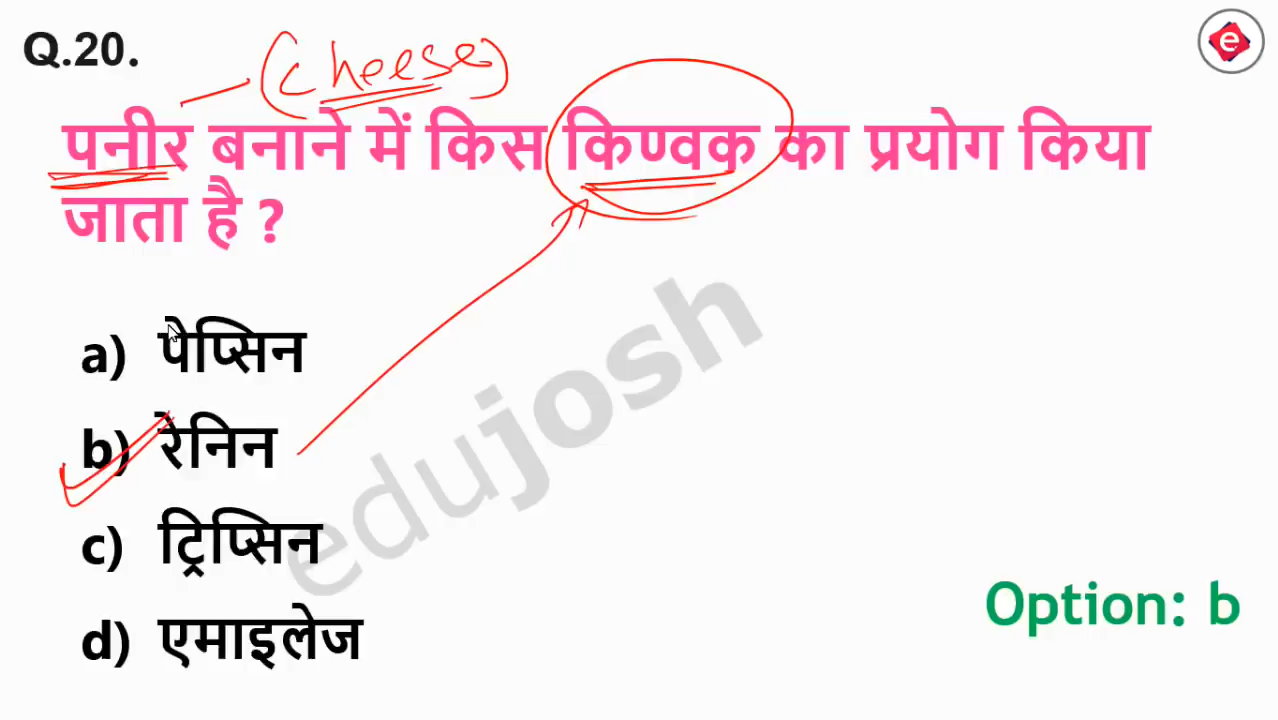 Q.20.
(cheese)
e
पनीर बनाने में किस किण्वक का प्रयोग किया
जाता है ?
a) पेप्सिन
b) रेनिन
c) ट्रिप्सिन
d) एमाइलेज
edujosh
Option: b